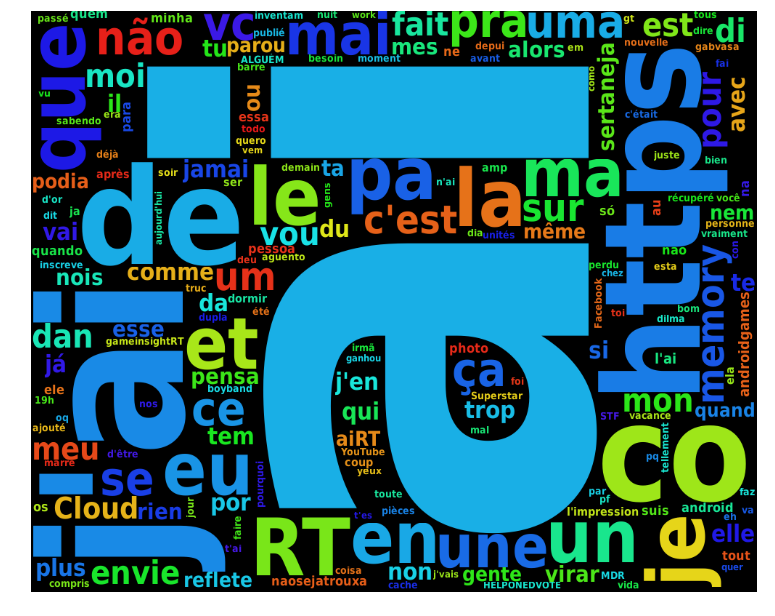 passé quem minha vc inventam nuit work fait pra uma gt est tous di
que não tu parou publié mai mes ne depui alors em nouvelle dire gabvasa
ALGUEM besoin moment avant
moi barre como sertaneja https pour avec fai
vu il era para ou essa todo c'était
sabendo quero vem juste
déjà soir jamai demain ta pa n'ai amp ma bien
podia après de ser le gens la na
d'or aujourd'hui c'est sur só au récupéré você
dit ja nem
vai vou du dia unités même personne
quando pessoa não vraiment
inscreve deu aguento perdu esta con
nois comme um chez memory te
truc da dormir Facebook bom
j'ai dupla été toi dilma androidgames
dan esse et irmã photo si l'ai
gameinsightRT ganhou
já pensa j'en ça foi ela
ele boyband Superstar mon
19h nos ce qui trop STF vacance quand
oq tem aiRT mal co
ajouté YouTube tellement
meu d'être eu coup pq
marre se pourquoi yeux
os Cloud rien jour por toute par pf faz
t'es pièces l'impression suis android va
faire RT en une un je eh elle
t'ai tout
plus envie reflete coisa non j'vais gente virar MDR quer
compris naosejatrouxa cache HELPONEDVOTE vida